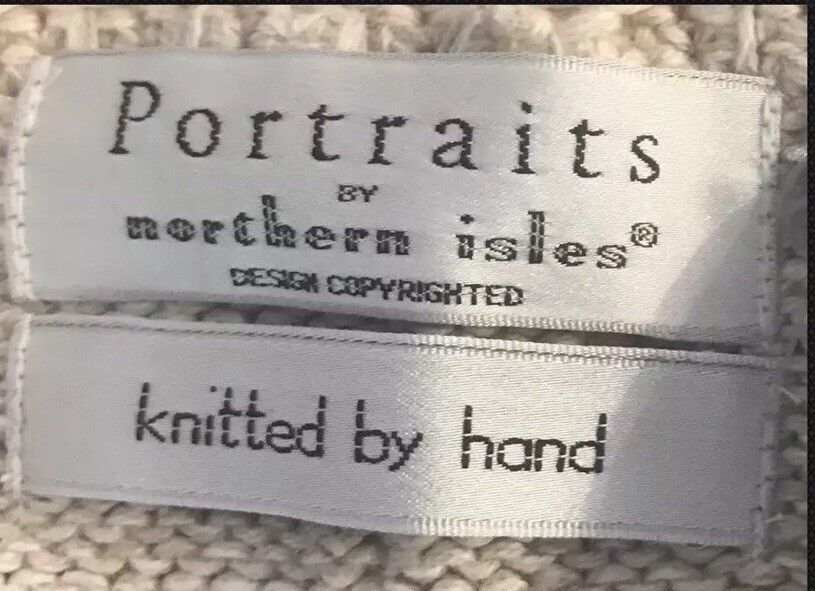 Portraits
BY
northern isles®
DESIGN COPYRIGHTED
knitted by hand